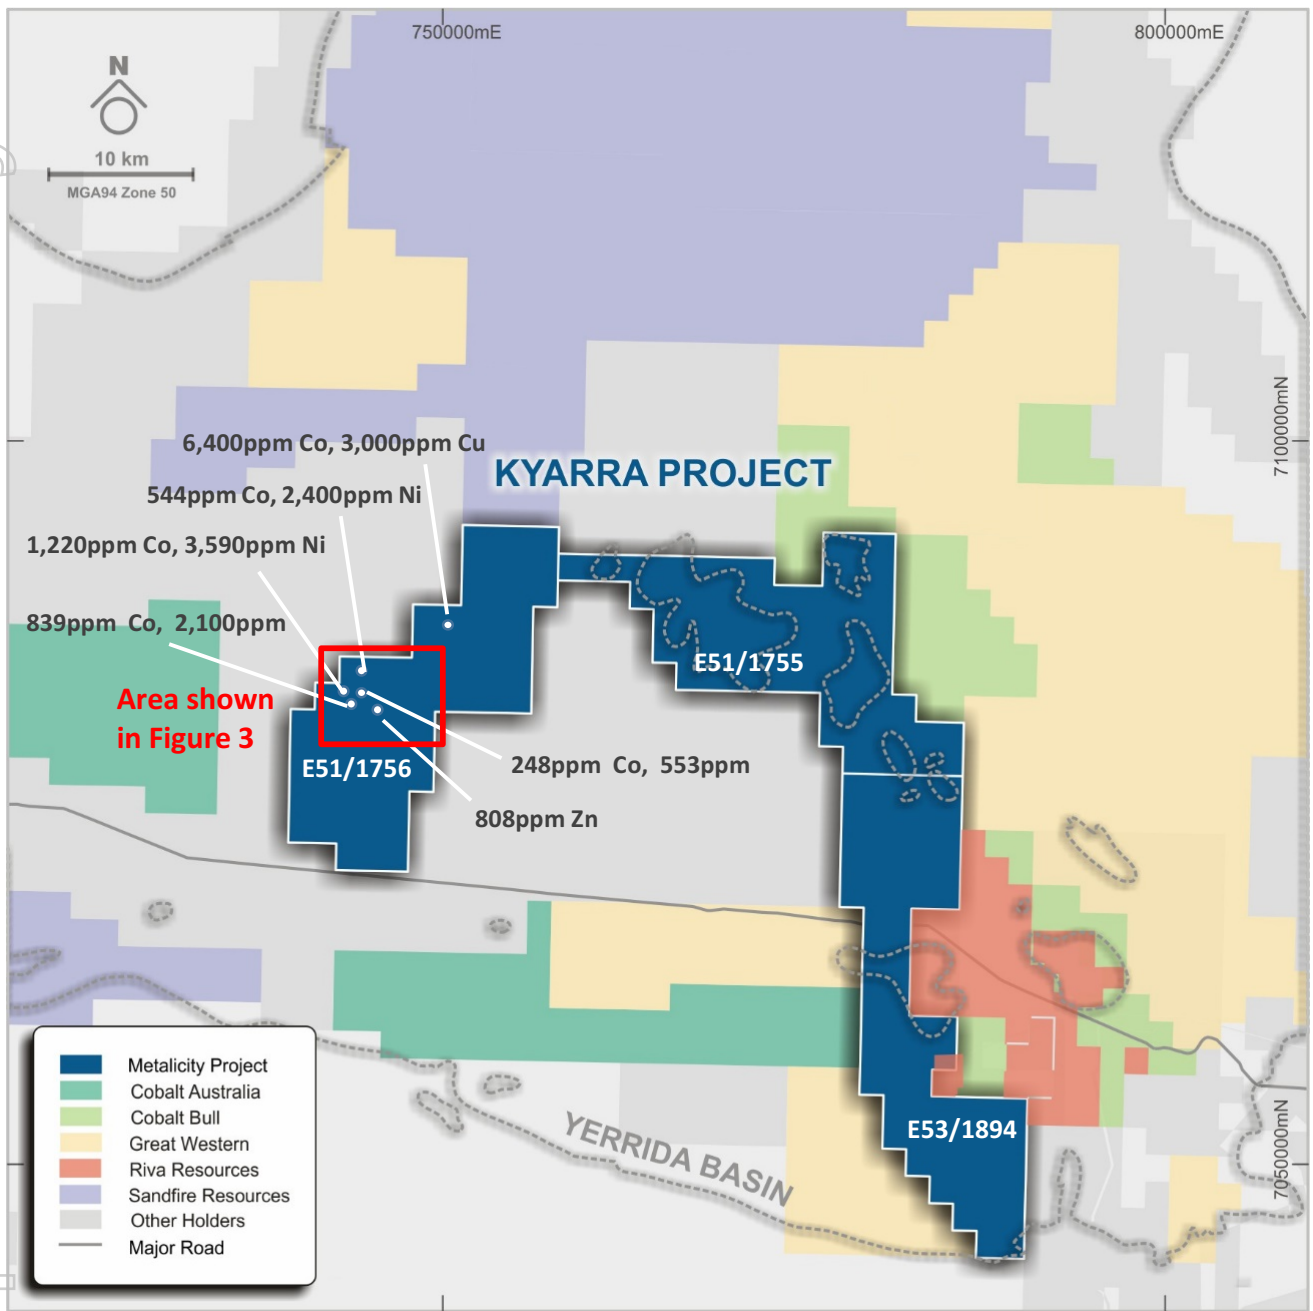 750000mE
800000mE
N
10 km
MGA94 Zone 50
7100000mN
6,400ppm Co, 3,000ppm Cu
KYARRA PROJECT
544ppm Co, 2,400ppm Ni
1,220ppm Co, 3,590ppm Ni
839ppm Co, 2,100ppm
E51/1755
Area shown
in Figure 3
E51/1756
248ppm Co, 553ppm
808ppm Zn
Metalicity Project
Cobalt Australia
Cobalt Bull
Great Western
Riva Resources
Sandfire Resources
Other Holders
Major Road
YERRIDA BASIN
E53/1894
7050000mN